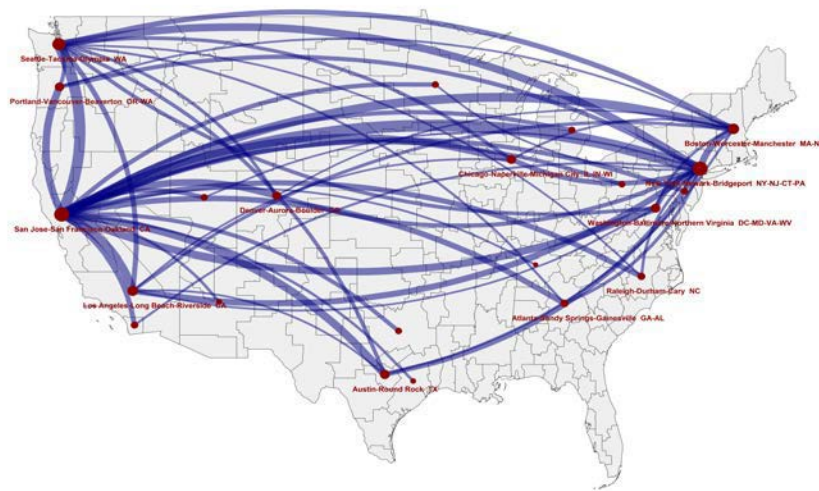 Seattle-Tacoma-Olympia WA
Portland-Vancouver-Beaverton OR-WA
Boston-Worcester-Manchester MA-N
Chicago-Naperville-Michigan City IL-IN-WI
New York-Newark-Bridgeport NY-NJ-CT-PA
Denver-Aurora-Boulder
Washington-Baltimore-Northern Virginia DC-MD-VA-WV
San Jose-San Francisco-Oakland CA
Raleigh-Durham-Cary NC
Los Angeles-Long Beach-Riverside CA
Atlanta-Sandy Springs-Gainesville GA-AL
Austin-Round Rock TX